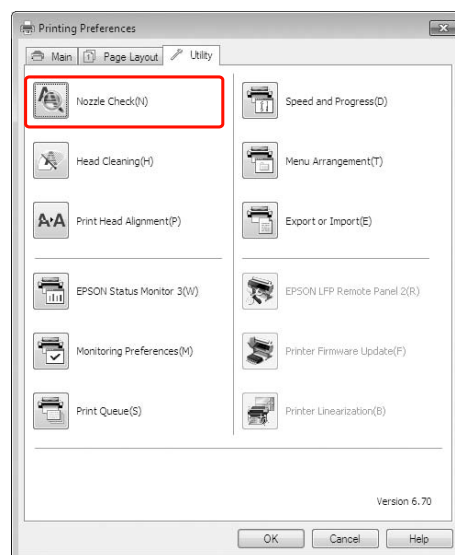 Printing Preferences
Main
Page Layout
Utility
Nozzle Check(N)
Speed and Progress(D)
Head Cleaning(H)
Menu Arrangement(T)
A
A
Print Head Alignment(P)
Export or Import(E)
EPSON Status Monitor 3(W)
EPSON LFP Remote Panel 2(R)
Monitoring Preferences(M)
Printer Firmware Update(F)
Print Queue(S)
Printer Linearization(B)
Version 6.70
OK
Cancel
Help